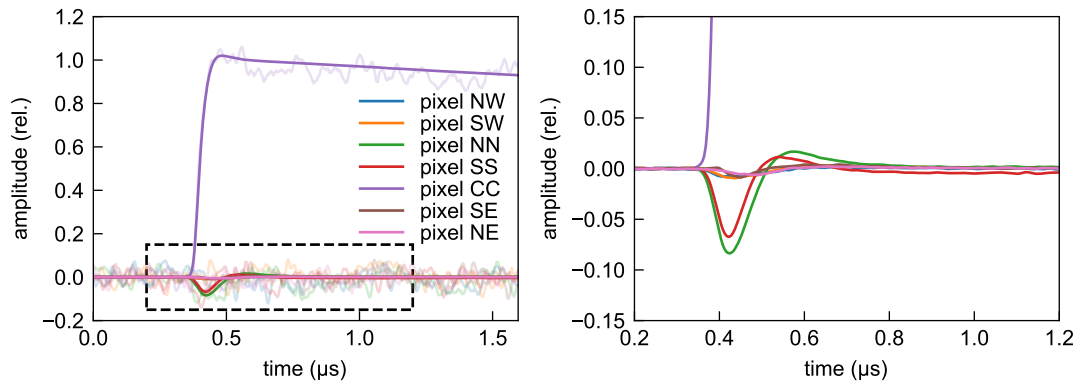 1.2
1.0
0.8
0.6
0.4
0.2
0.0
−0.2
amplitude (rel.)
0.0
0.5
1.0
1.5
time (µs)
pixel NW
pixel SW
pixel NN
pixel SS
pixel CC
pixel SE
pixel NE
0.15
0.10
0.05
0.00
−0.05
−0.10
−0.15
amplitude (rel.)
0.2
0.4
0.6
0.8
1.0
1.2
time (µs)